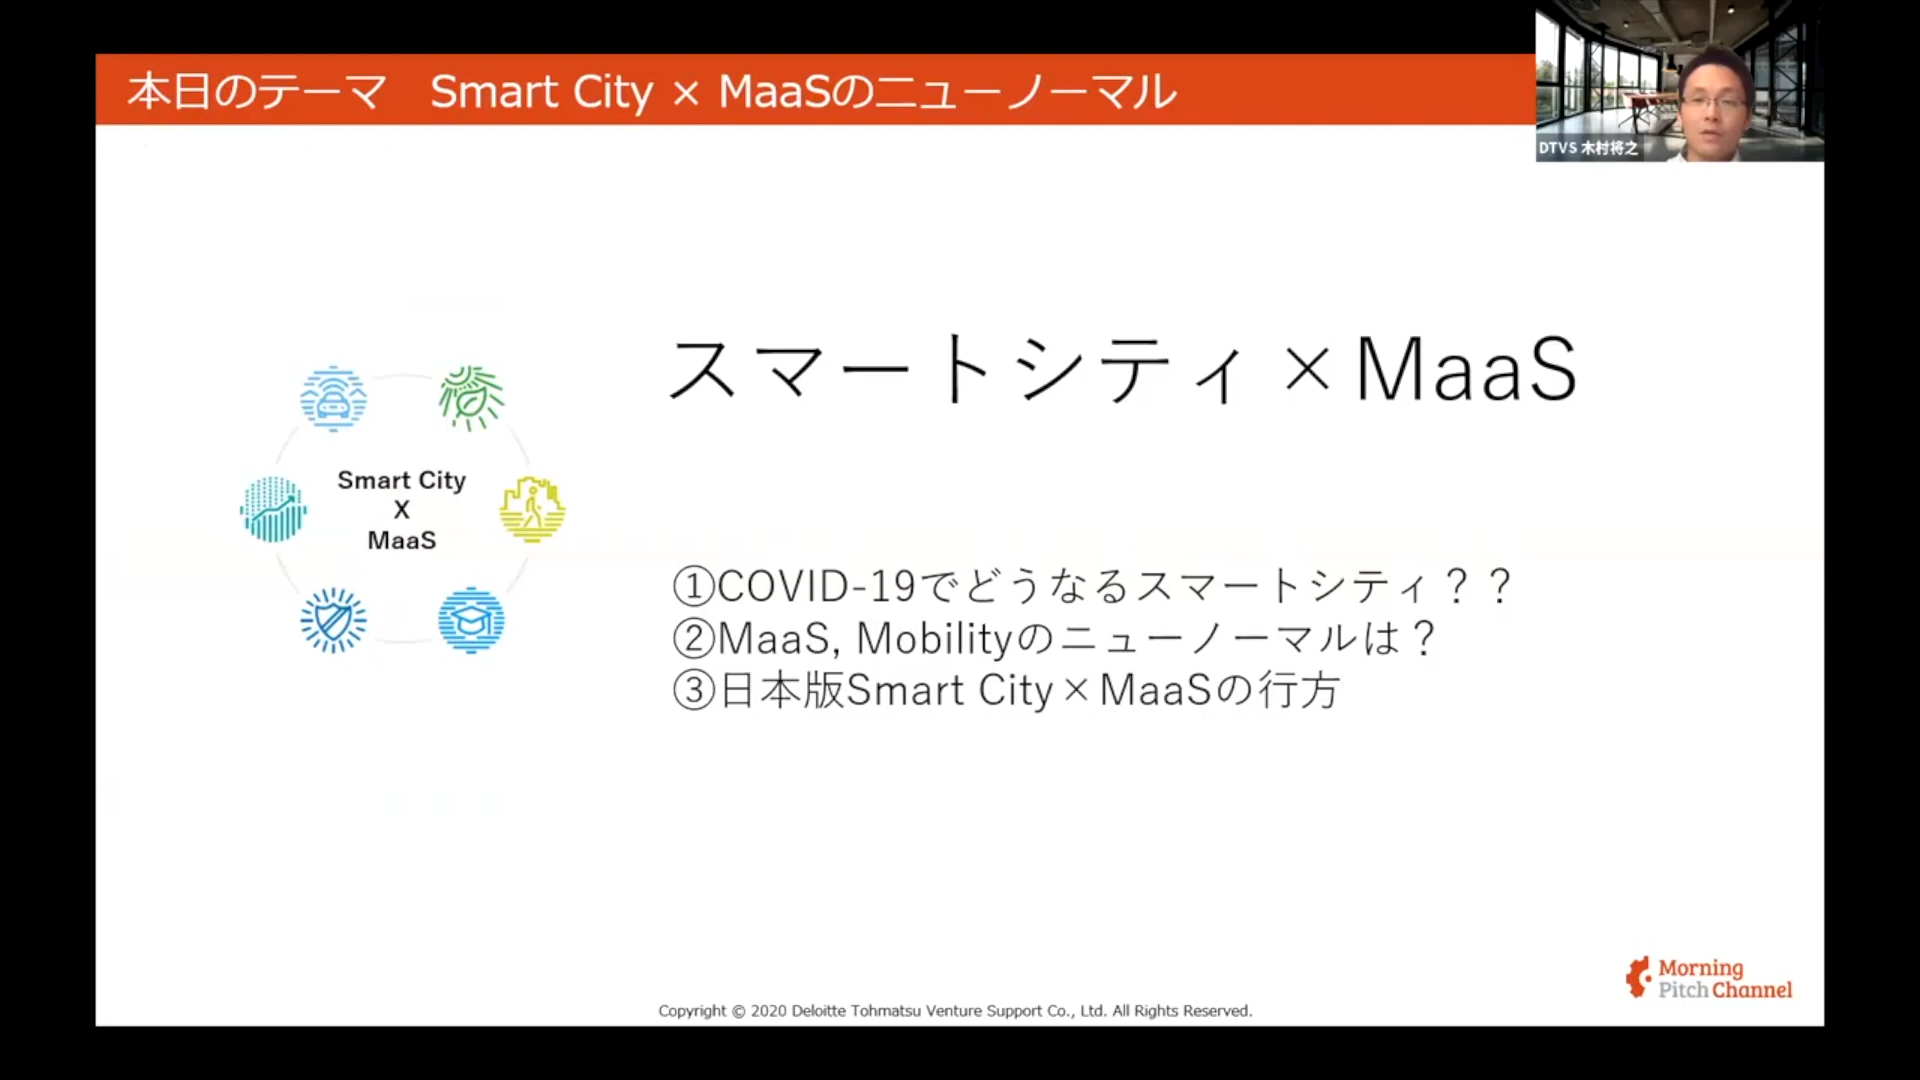 本日のテーマ　Smart City × MaaSのニューノーマル
DTVS 木村将之
スマートシティ×MaaS
Smart City
X
MaaS
①COVID-19でどうなるスマートシティ？？
②MaaS, Mobilityのニューノーマルは？
③日本版Smart City×MaaSの行方
Morning
Pitch Channel
Copyright © 2020 Deloitte Tohmatsu Venture Support Co., Ltd. All Rights Reserved.